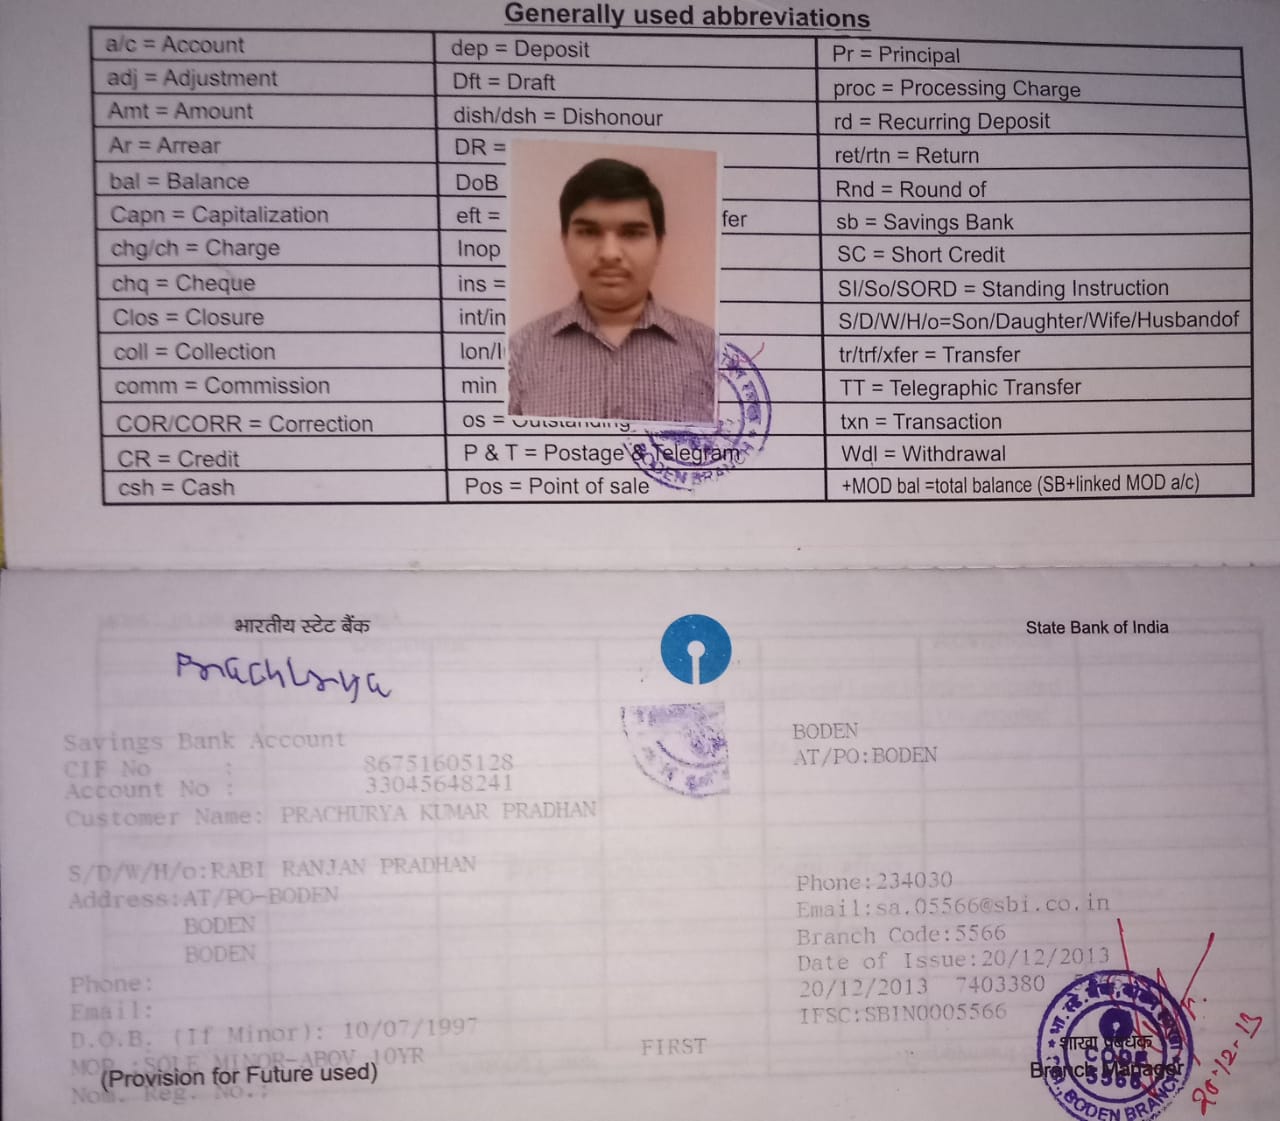 Generally used abbreviations
a/c = Account
adj = Adjustment
Amt = Amount
Ar = Arrear
bal = Balance
Capn = Capitalization
chg/ch = Charge
chq = Cheque
Clos = Closure
coll = Collection
comm = Commission
COR/CORR = Correction
CR = Credit
csh = Cash
dep = Deposit
Dft = Draft
dish/dsh = Dishonour
DR =
DoB
eft = fer
Inop
ins =
int/in
lon/l
min
os = Outstanding
P & T = Postage & Telegram
Pos = Point of sale
Pr = Principal
proc = Processing Charge
rd = Recurring Deposit
ret/rtn = Return
Rnd = Round of
sb = Savings Bank
SC = Short Credit
SI/So/SORD = Standing Instruction
S/D/W/H/o=Son/Daughter/Wife/Husbandof
tr/trf/xfer = Transfer
TT = Telegraphic Transfer
txn = Transaction
Wdl = Withdrawal
+MOD bal =total balance (SB+linked MOD a/c)
BODEN BRANCH
भारतीय स्टेट बैंक
State Bank of India
Prachurya
Savings Bank Account
CIF No : 86751605128
Account No : 33045648241
Customer Name: PRACHURYA KUMAR PRADHAN
S/D/W/H/o:RABI RANJAN PRADHAN
Address:AT/PO-BODEN
BODEN
BODEN
Phone:
Email:
D.O.B. (If Minor): 10/07/1997
MOP :SOLE MINOR-ABOV 10YR
(Provision for Future used)
Nom. Reg. No.:
FIRST
BODEN
AT/PO:BODEN
Phone:234030
Email:sa.05566@sbi.co.in
Branch Code:5566
Date of Issue:20/12/2013
20/12/2013 7403380
IFSC:SBIN0005566
शाखा प्रबंधक
Branch Manager
CODE
5566
BODEN BRANCH
20-12-13